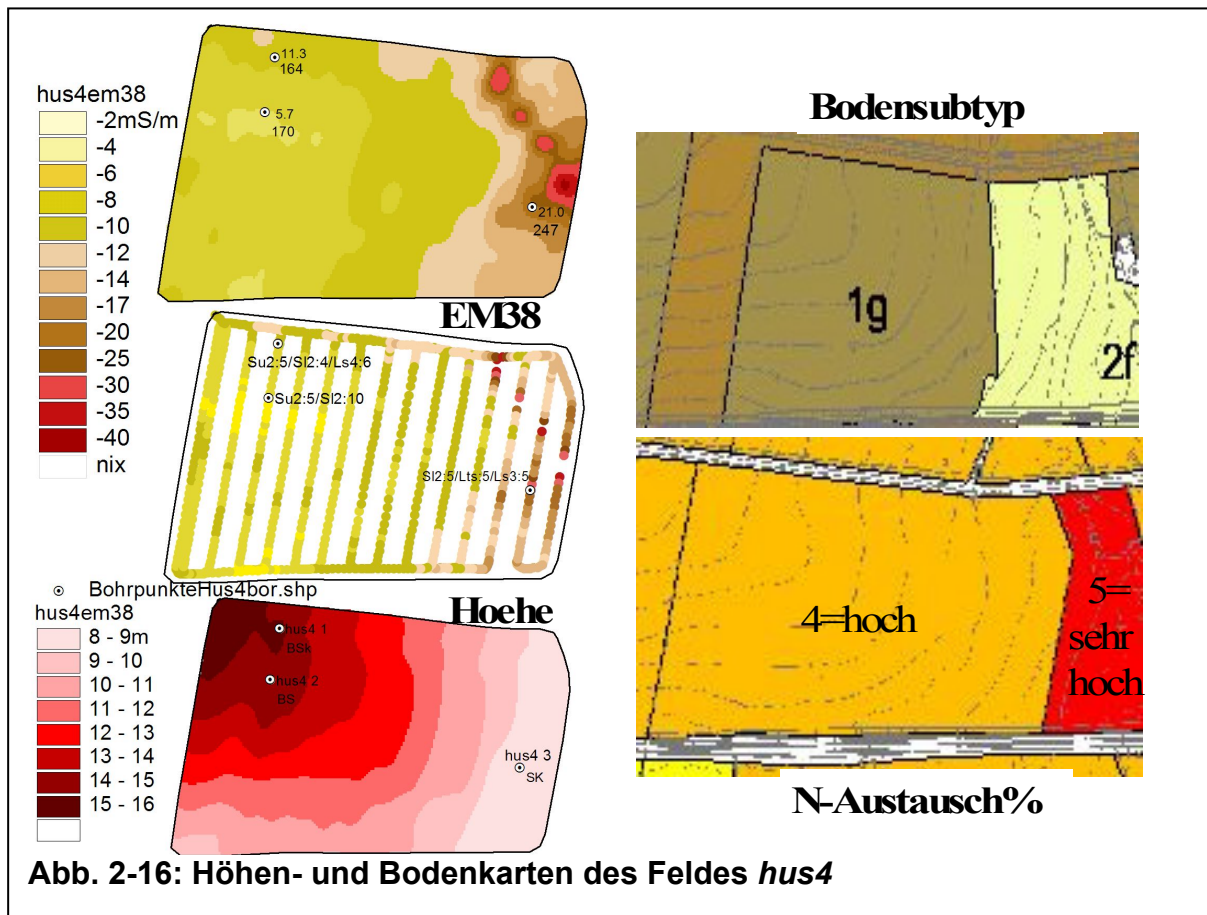 hus4em38
-2mS/m
-4
-6
-8
-10
-12
-14
-17
-20
-25
-30
-35
-40
nix
11.3
164
5.7
170
21.0
247
EM38
Su2:5/Sl2:4/Ls4:6
Su2:5/Sl2:10
Sl2:5/Lts:5/Ls3:5
BohrpunkteHus4bor.shp
hus4em38
8 - 9m
9 - 10
10 - 11
11 - 12
12 - 13
13 - 14
14 - 15
15 - 16
Hoehe
hus4 1
BSk
hus4 2
BS
hus4 3
SK
Bodensubtyp
1g
2f
4=hoch
5=
sehr
hoch
N-Austausch%
Abb. 2-16: Höhen- und Bodenkarten des Feldes hus4